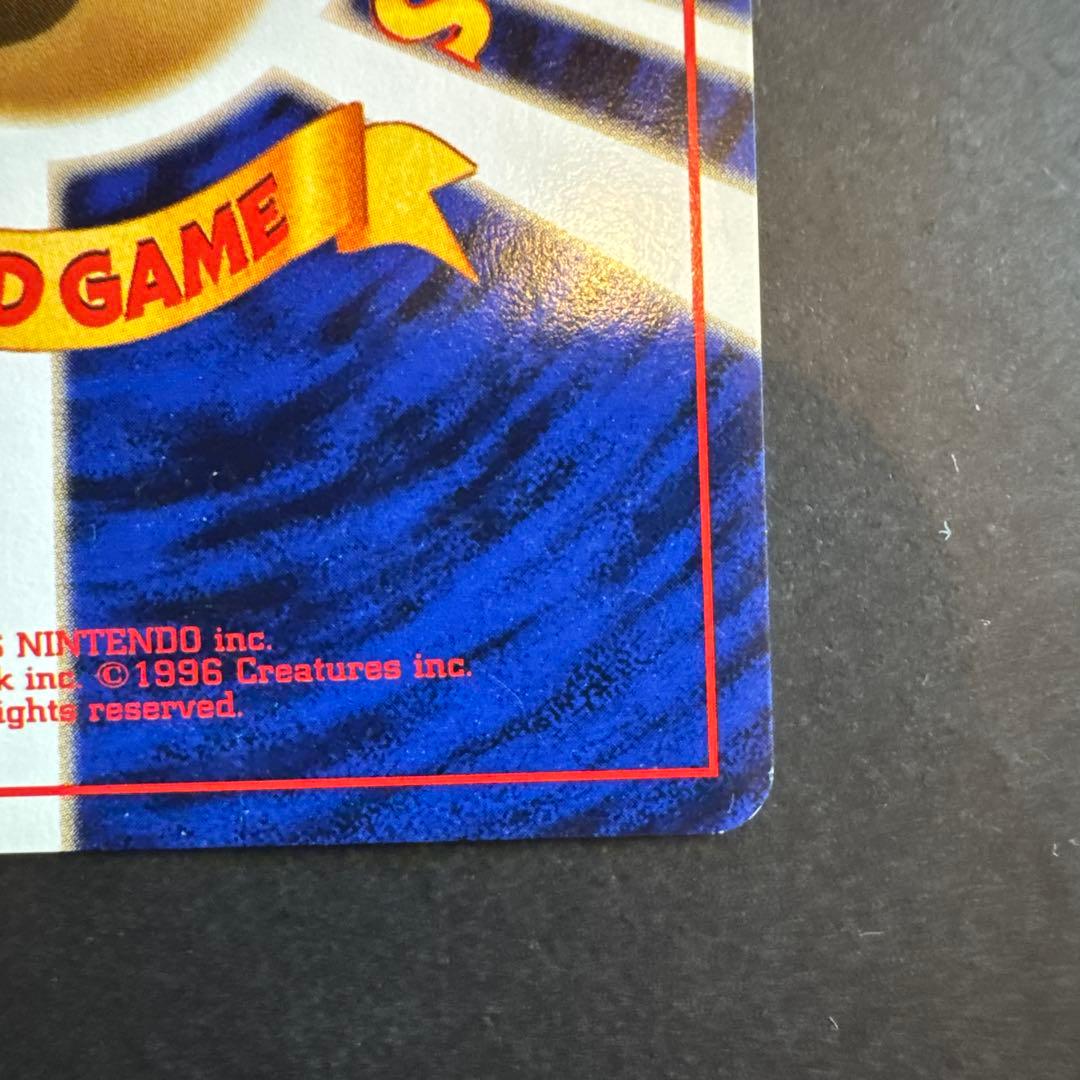 S
D GAME
NINTENDO inc.
k inc. ©1996 Creatures inc.
ights reserved.